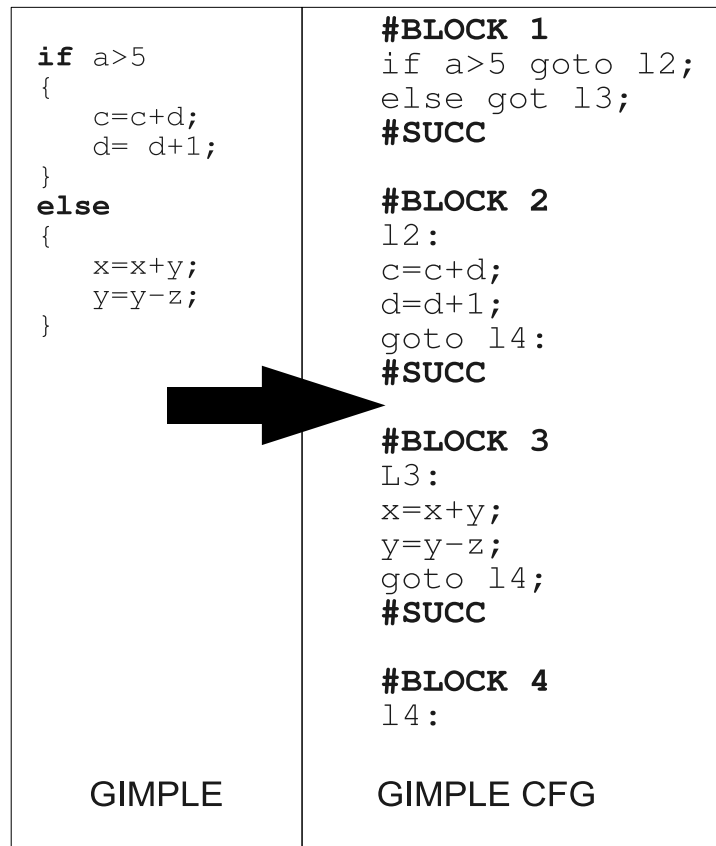 if a>5
{
c=c+d;
d= d+1;
}
else
{
x=x+y;
y=y-z;
}
GIMPLE
#BLOCK 1
if a>5 goto l2;
else got l3;
#SUCC
#BLOCK 2
l2:
c=c+d;
d=d+1;
goto l4:
#SUCC
#BLOCK 3
L3:
x=x+y;
y=y-z;
goto l4;
#SUCC
#BLOCK 4
l4:
GIMPLE CFG